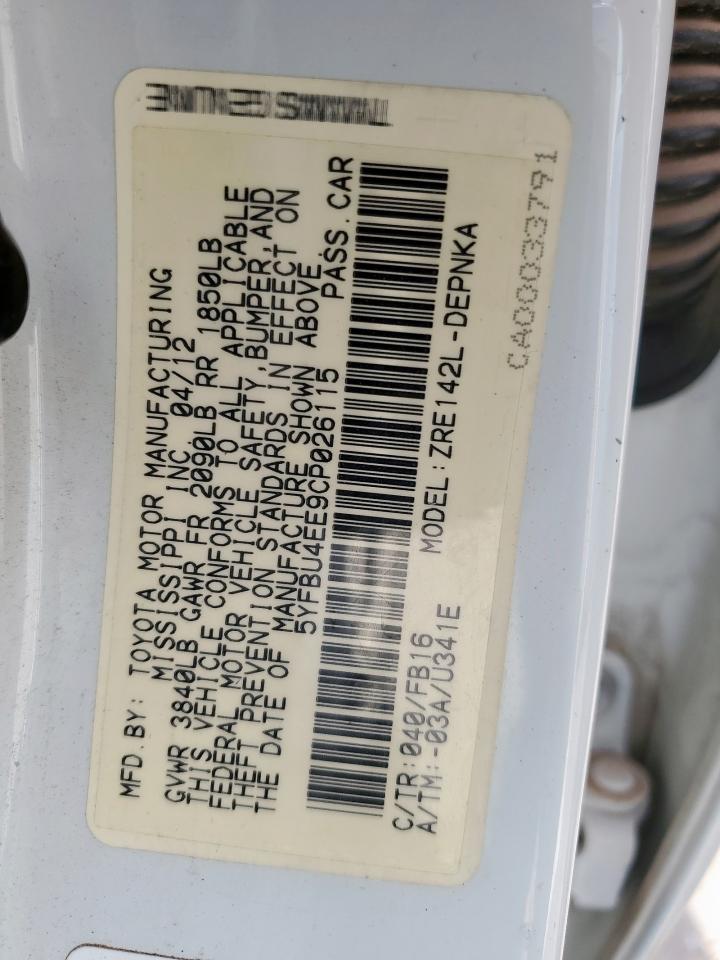 MFD.BY: TOYOTA MOTOR MANUFACTURING
MISSISSIPPI INC 04/12
GVWR 3840LB GAWR FR 2090LB RR 1850LB
THIS VEHICLE CONFORMS TO ALL APPLICABLE
FEDERAL MOTOR VEHICLE SAFETY,BUMPER,AND
THEFT PREVENTION STANDARDS IN EFFECT ON
THE DATE OF MANUFACTURE SHOWN ABOVE.
5YFBU4EE9CP026115 PASS.CAR
C/TR:040/FB16 MODEL:ZRE142L-DEPNKA
A/TM:-03A/U341E
CA00033791